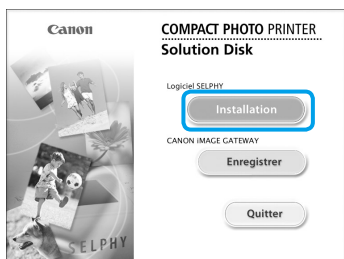 Canon
COMPACT PHOTO PRINTER
Solution Disk
Logiciel SELPHY
Installation
CANON iMAGE GATEWAY
Enregistrer
Quitter
SELPHY